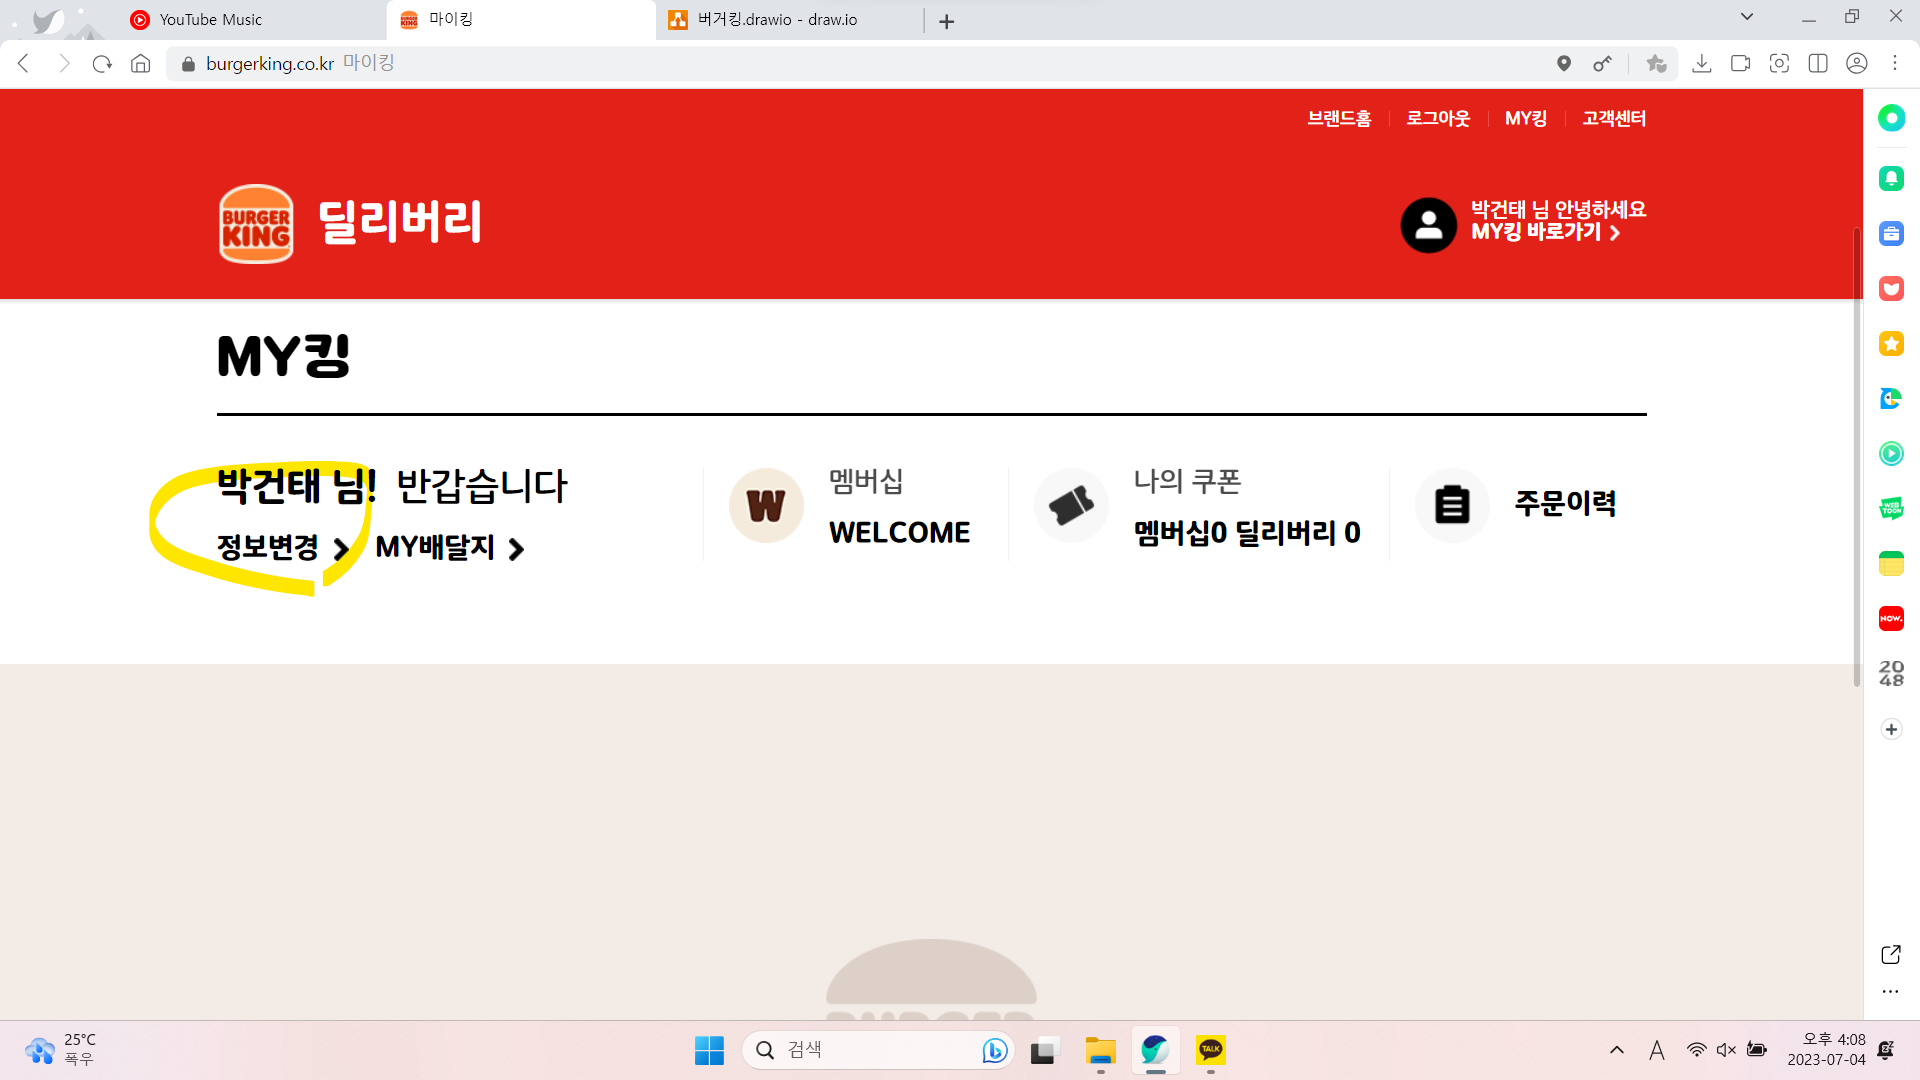 YouTube Music
마이킹
버거킹.drawio - draw.io
burgerking.co.kr 마이킹
브랜드홈
로그아웃
MY킹
고객센터
BURGER
KING
딜리버리
박건태 님 안녕하세요
MY킹 바로가기
MY킹
박건태 님! 반갑습니다
정보변경
MY배달지
W
멤버십
WELCOME
나의 쿠폰
멤버십0 딜리버리 0
주문이력
WEB
TOON
NOW.
20
48
BURGER
25°C
폭우
검색
TALK
A
오후 4:08
2023-07-04